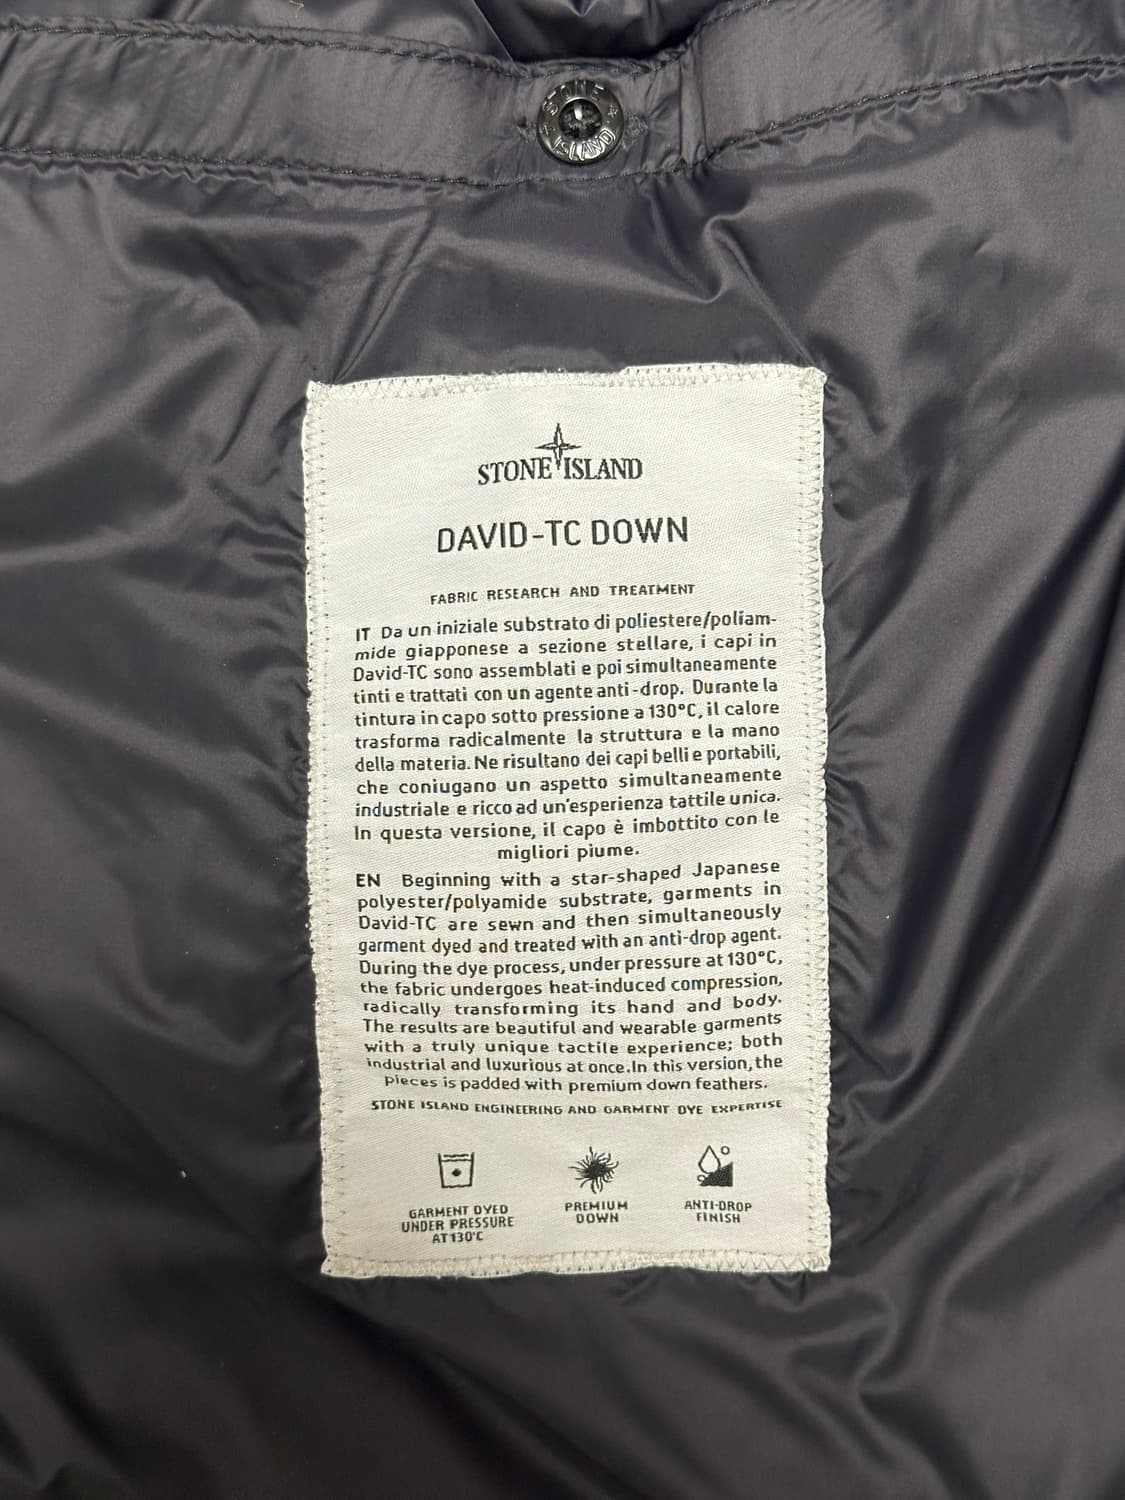 STONE
ISLAND
STONE ISLAND
DAVID-TC DOWN
FABRIC RESEARCH AND TREATMENT
IT Da un iniziale substrato di poliestere/poliam-
mide giapponese a sezione stellare, i capi in
David-TC sono assemblati e poi simultaneamente
tinti e trattati con un agente anti-drop. Durante la
tintura in capo sotto pressione a 130°C, il calore
trasforma radicalmente la struttura e la mano
della materia. Ne risultano dei capi belli e portabili,
che coniugano un aspetto simultaneamente
industriale e ricco ad un'esperienza tattile unica.
In questa versione, il capo è imbottito con le
migliori piume.
EN Beginning with a star-shaped Japanese
polyester/polyamide substrate, garments in
David-TC are sewn and then simultaneously
garment dyed and treated with an anti-drop agent.
During the dye process, under pressure at 130°C,
the fabric undergoes heat-induced compression,
radically transforming its hand and body.
The results are beautiful and wearable garments
with a truly unique tactile experience; both
industrial and luxurious at once.In this version, the
pieces is padded with premium down feathers.
STONE ISLAND ENGINEERING AND GARMENT DYE EXPERTISE
GARMENT DYED
UNDER PRESSURE
AT 130°C
PREMIUM
DOWN
ANTI-DROP
FINISH